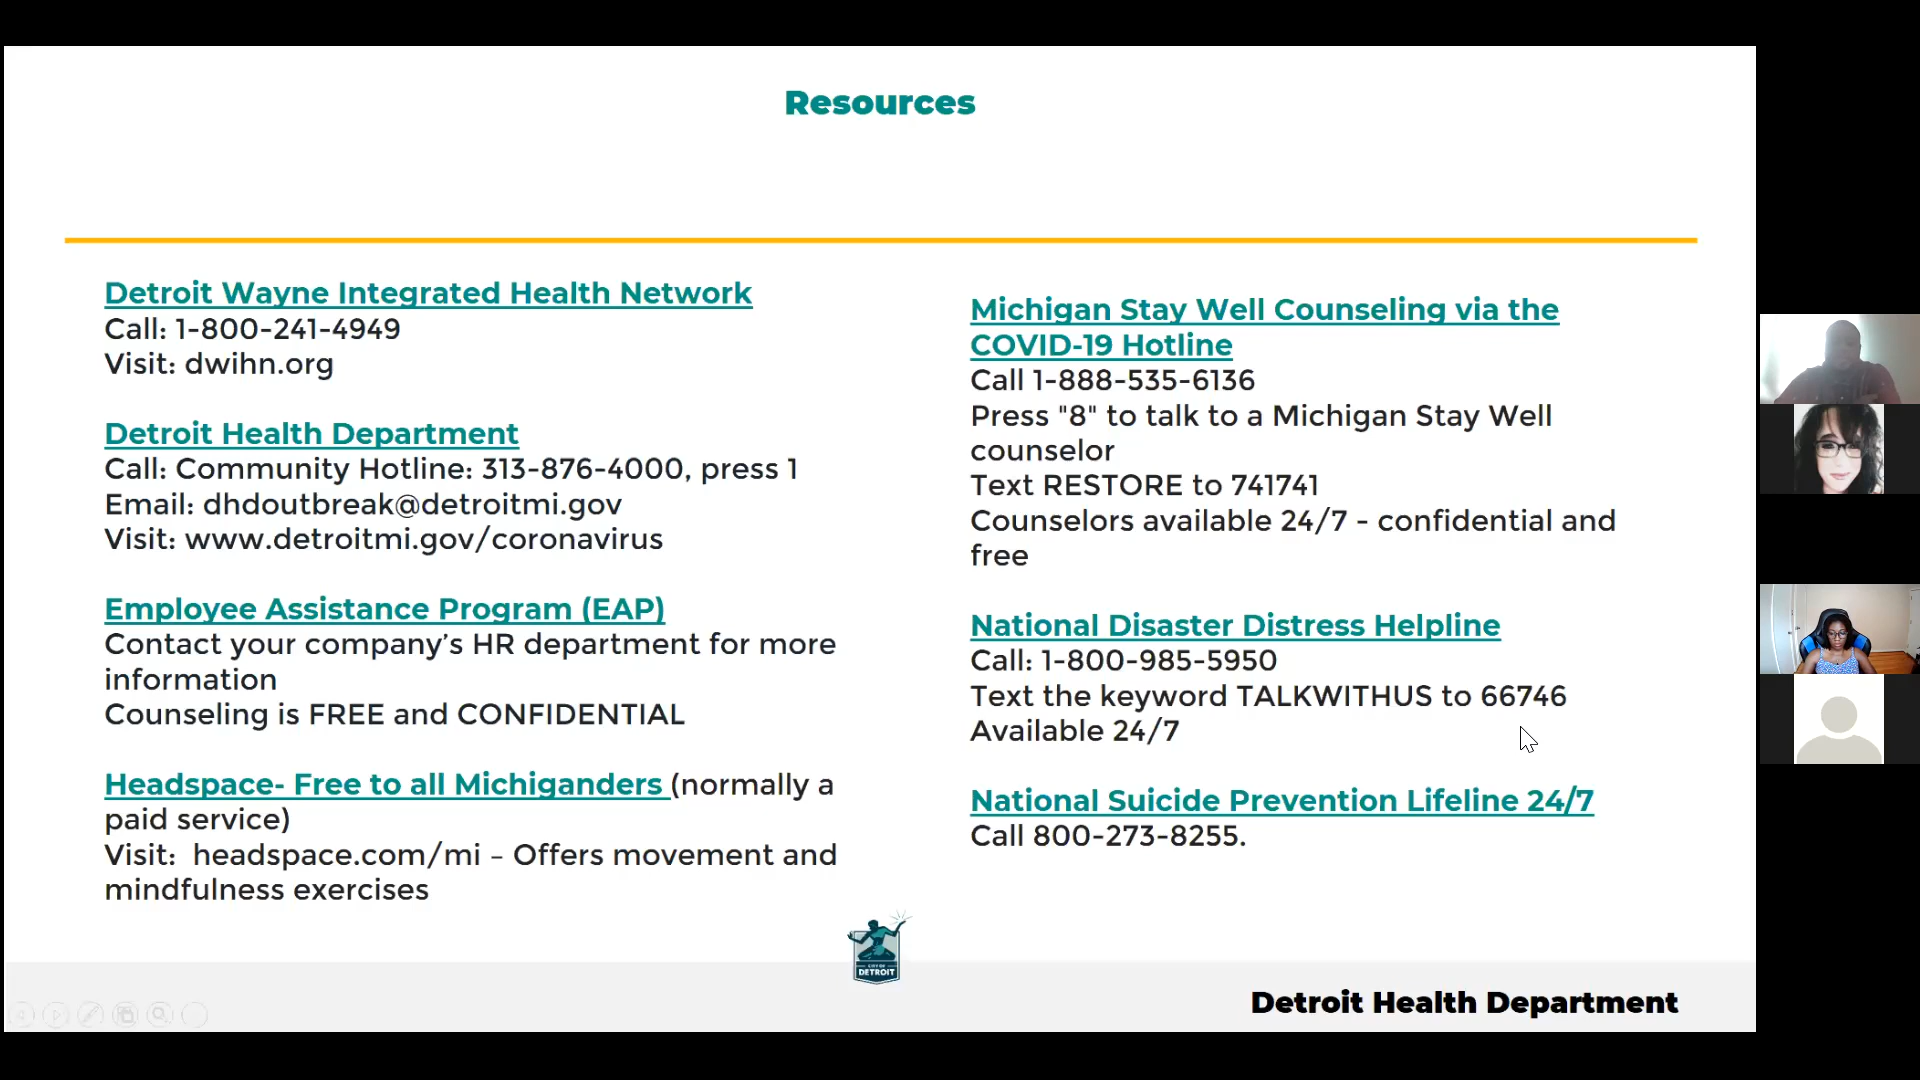 Resources
Detroit Wayne Integrated Health Network
Call: 1-800-241-4949
Visit: dwihn.org
Detroit Health Department
Call: Community Hotline: 313-876-4000, press 1
Email: dhdoutbreak@detroitmi.gov
Visit: www.detroitmi.gov/coronavirus
Employee Assistance Program (EAP)
Contact your company’s HR department for more
information
Counseling is FREE and CONFIDENTIAL
Headspace- Free to all Michiganders (normally a
paid service)
Visit:  headspace.com/mi – Offers movement and
mindfulness exercises
Michigan Stay Well Counseling via the
COVID-19 Hotline
Call 1-888-535-6136
Press "8" to talk to a Michigan Stay Well
counselor
Text RESTORE to 741741
Counselors available 24/7 - confidential and
free
National Disaster Distress Helpline
Call: 1-800-985-5950
Text the keyword TALKWITHUS to 66746
Available 24/7
National Suicide Prevention Lifeline 24/7
Call 800-273-8255.
CITY OF
DETROIT
Detroit Health Department